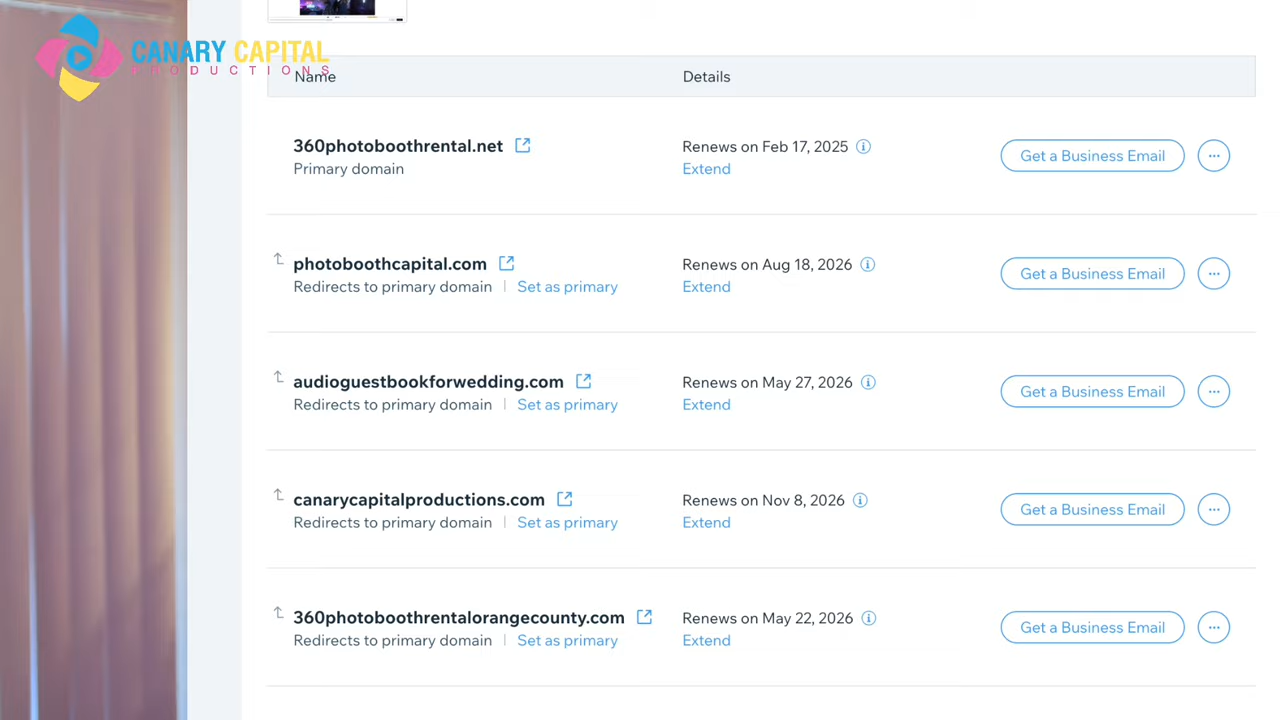 CANARY CAPITAL
PRODUCTIONS
Name Details
360photoboothrental.net Renews on Feb 17, 2025 Get a Business Email
Primary domain Extend
photoboothcapital.com Renews on Aug 18, 2026 Get a Business Email
Redirects to primary domain | Set as primary Extend
audioguestbookforwedding.com Renews on May 27, 2026 Get a Business Email
Redirects to primary domain | Set as primary Extend
canarycapitalproductions.com Renews on Nov 8, 2026 Get a Business Email
Redirects to primary domain | Set as primary Extend
360photoboothrentalorangecounty.com Renews on May 22, 2026 Get a Business Email
Redirects to primary domain | Set as primary Extend